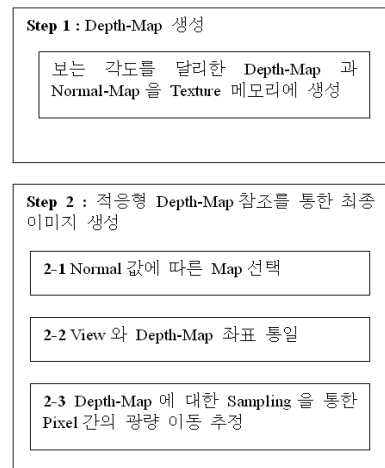 Step 1 : Depth-Map 생성
보는 각도를 달리한 Depth-Map 과
Normal-Map 을 Texture 메모리에 생성
Step 2 : 적응형 Depth-Map 참조를 통한 최종
이미지 생성
2-1 Normal 값에 따른 Map 선택
2-2 View 와 Depth-Map 좌표 통일
2-3 Depth-Map 에 대한 Sampling 을 통한
Pixel 간의 광량 이동 추정